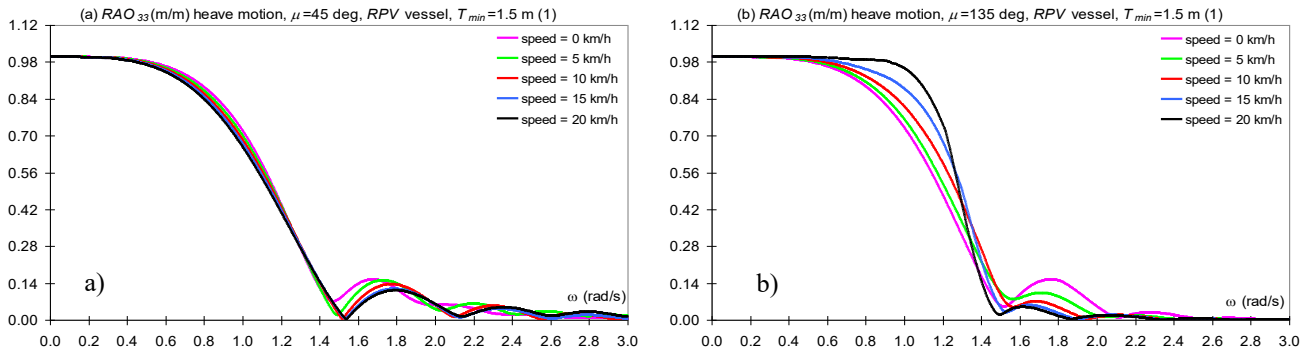 (a) RAO 33 (m/m) heave motion, μ=45 deg, RPV vessel, T min =1.5 m (1)
1.12
0.98
0.84
0.70
0.56
0.42
0.28
0.14
0.00
speed = 0 km/h
speed = 5 km/h
speed = 10 km/h
speed = 15 km/h
speed = 20 km/h
a)
ω (rad/s)
0.0 0.2 0.4 0.6 0.8 1.0 1.2 1.4 1.6 1.8 2.0 2.2 2.4 2.6 2.8 3.0
(b) RAO 33 (m/m) heave motion, μ=135 deg, RPV vessel, T min =1.5 m (1)
1.12
0.98
0.84
0.70
0.56
0.42
0.28
0.14
0.00
speed = 0 km/h
speed = 5 km/h
speed = 10 km/h
speed = 15 km/h
speed = 20 km/h
b)
ω (rad/s)
0.0 0.2 0.4 0.6 0.8 1.0 1.2 1.4 1.6 1.8 2.0 2.2 2.4 2.6 2.8 3.0